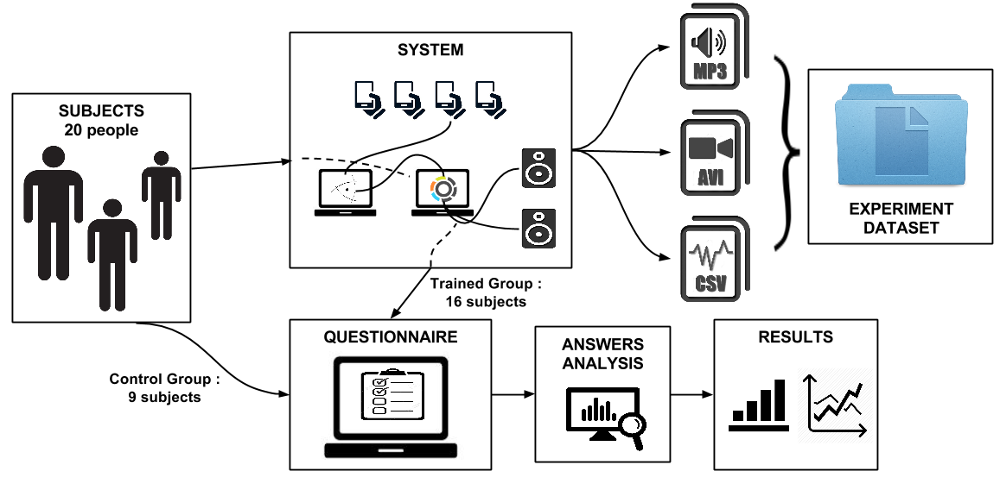 SUBJECTS
20 people
SYSTEM
MP3
AVI
CSV
EXPERIMENT
DATASET
Trained Group :
16 subjects
Control Group :
9 subjects
QUESTIONNAIRE
ANSWERS
ANALYSIS
RESULTS